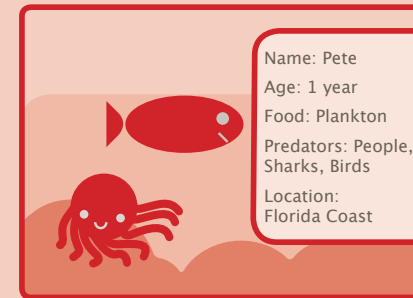 Name: Pete
Age: 1 year
Food: Plankton
Predators: People,
Sharks, Birds
Location:
Florida Coast